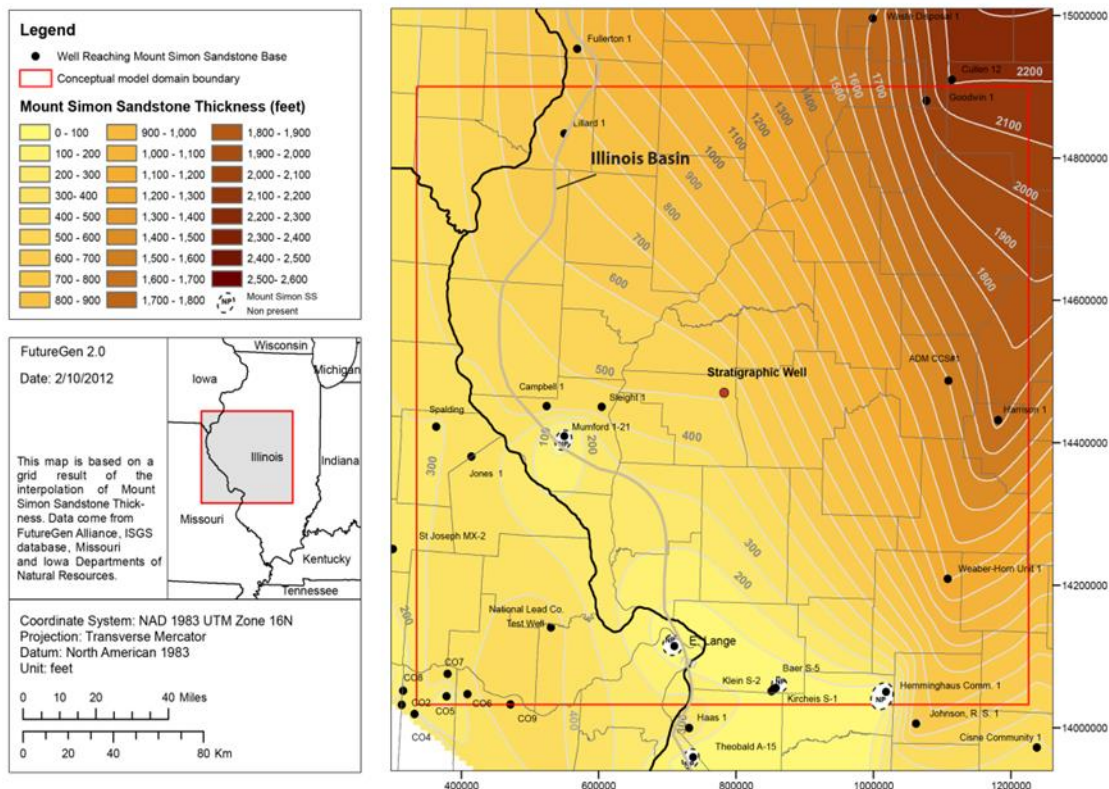 Legend
Well Reaching Mount Simon Sandstone Base
Conceptual model domain boundary
Mount Simon Sandstone Thickness (feet)
0 - 100
100 - 200
200 - 300
300- 400
400 - 500
500 - 600
600 - 700
700 - 800
800 - 900
900 - 1,000
1,000 - 1,100
1,100 - 1,200
1,200 - 1,300
1,300 - 1,400
1,400 - 1,500
1,500 - 1,600
1,600 - 1,700
1,700 - 1,800
1,800 - 1,900
1,900 - 2,000
2,000 - 2,100
2,100 - 2,200
2,200 - 2,300
2,300 - 2,400
2,400 - 2,500
2,500 - 2,600
NP
Mount Simon SS
Non present
FutureGen 2.0
Date: 2/10/2012
This map is based on a
grid result of the
interpolation of Mount
Simon Sandstone Thick-
ness. Data come from
FutureGen Alliance, ISGS
database, Missouri
and Iowa Departments of
Natural Resources.
Wisconsin
Michigan
Iowa
Illinois
Indiana
Missouri
Kentucky
Tennessee
Coordinate System: NAD 1983 UTM Zone 16N
Projection: Transverse Mercator
Datum: North American 1983
Unit: feet
0 10 20 40 Miles
0 20 40 80 Km
Waste Disposal 1
Fullerton 1
Cullen 12
Goodwin 1
Lillard 1
Illinois Basin
2200
2100
2000
1900
1800
1700
1600
1500
1400
1300
1200
1100
1000
900
800
700
600
500
400
300
200
ADM CCS#1
Stratigraphic Well
Harrison 1
Campbell 1
Sleight 1
Spalding
Mumford 1-21
100
200
300
Jones 1
St Joseph MX-2
Weaber-Horn Unit 1
200
National Lead Co.
Test Well
NP
E. Lange
CO7
CO8
CO2
CO5
CO6
CO9
CO4
400
Baer S-5
Klein S-2
Kircheis S-1
NP
Hemminghaus Comm. 1
Haas 1
Johnson, R. S. 1
Theobald A-15
Cisne Community 1
15000000
14800000
14600000
14400000
14200000
14000000
400000
600000
800000
1000000
1200000